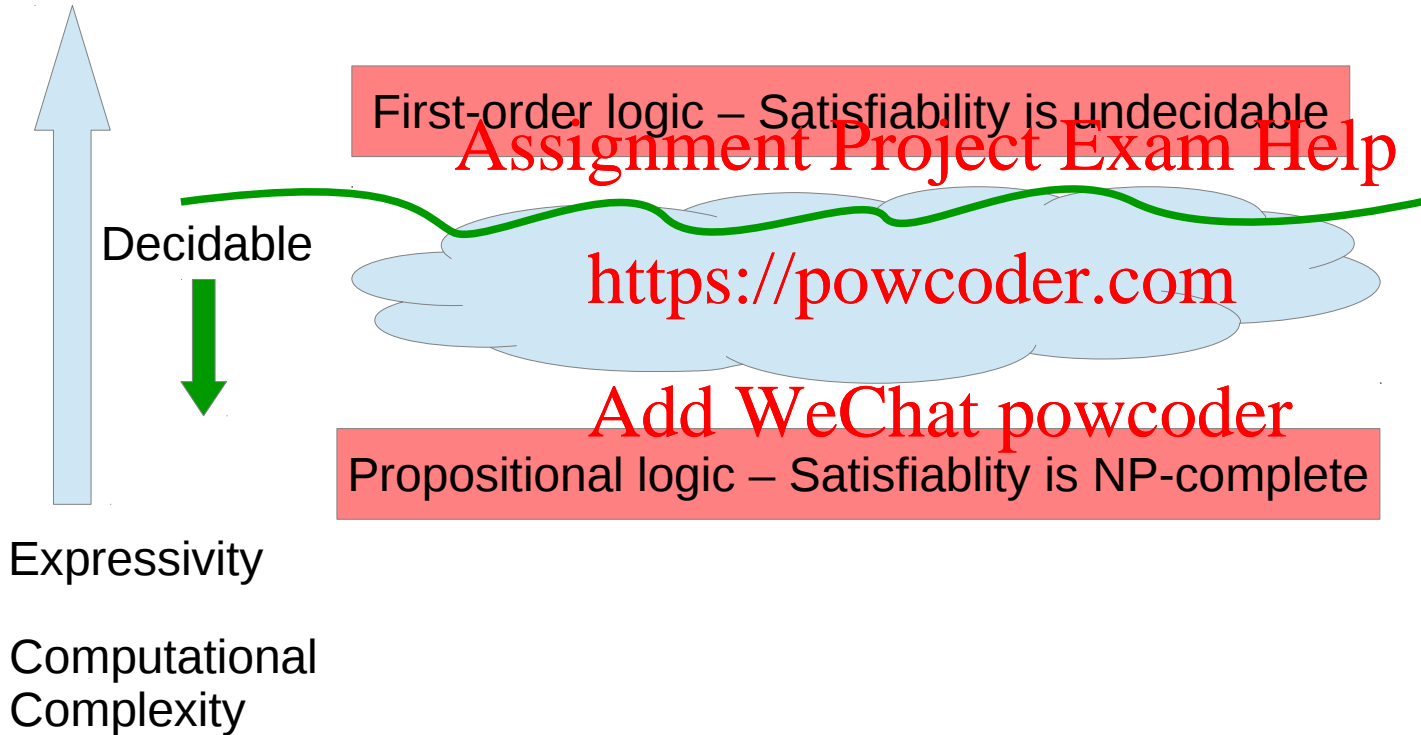 First-order logic – Satisfiability is undecidable
Assignment Project Exam Help
Decidable
https://powcoder.com
Add WeChat powcoder
Propositional logic – Satisfiablity is NP-complete
Expressivity
Computational
Complexity